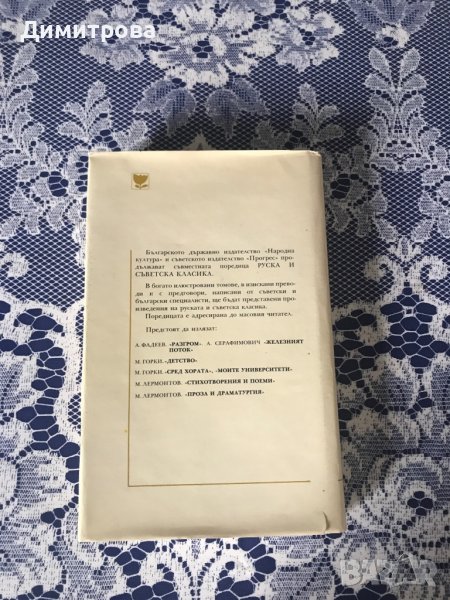 Димитрова
Българското държавно издателство «Народна
култура» и съветското издателство «Прогрес» про-
дължават съвместната поредица РУСКА И
СЪВЕТСКА КЛАСИКА.
В богато илюстровани томове, в изискани прево-
ди и с предговори, написани от съветски и
български специалисти, ще бъдат представени про-
изведения на руската и съветска класика.
Поредицата е адресирана до масовия читател.
Предстоят да излязат:
А. ФАДЕЕВ. «РАЗГРОМ». А. СЕРАФИМОВИЧ «ЖЕЛЕЗНИЯТ
ПОТОК»
М. ГОРКИ. «ДЕТСТВО»
М. ГОРКИ. «СРЕД ХОРАТА», «МОИТЕ УНИВЕРСИТЕТИ»
М. ЛЕРМОНТОВ. «СТИХОТВОРЕНИЯ И ПОЕМИ»
М. ЛЕРМОНТОВ. «ПРОЗА И ДРАМАТУРГИЯ»
BAZAR